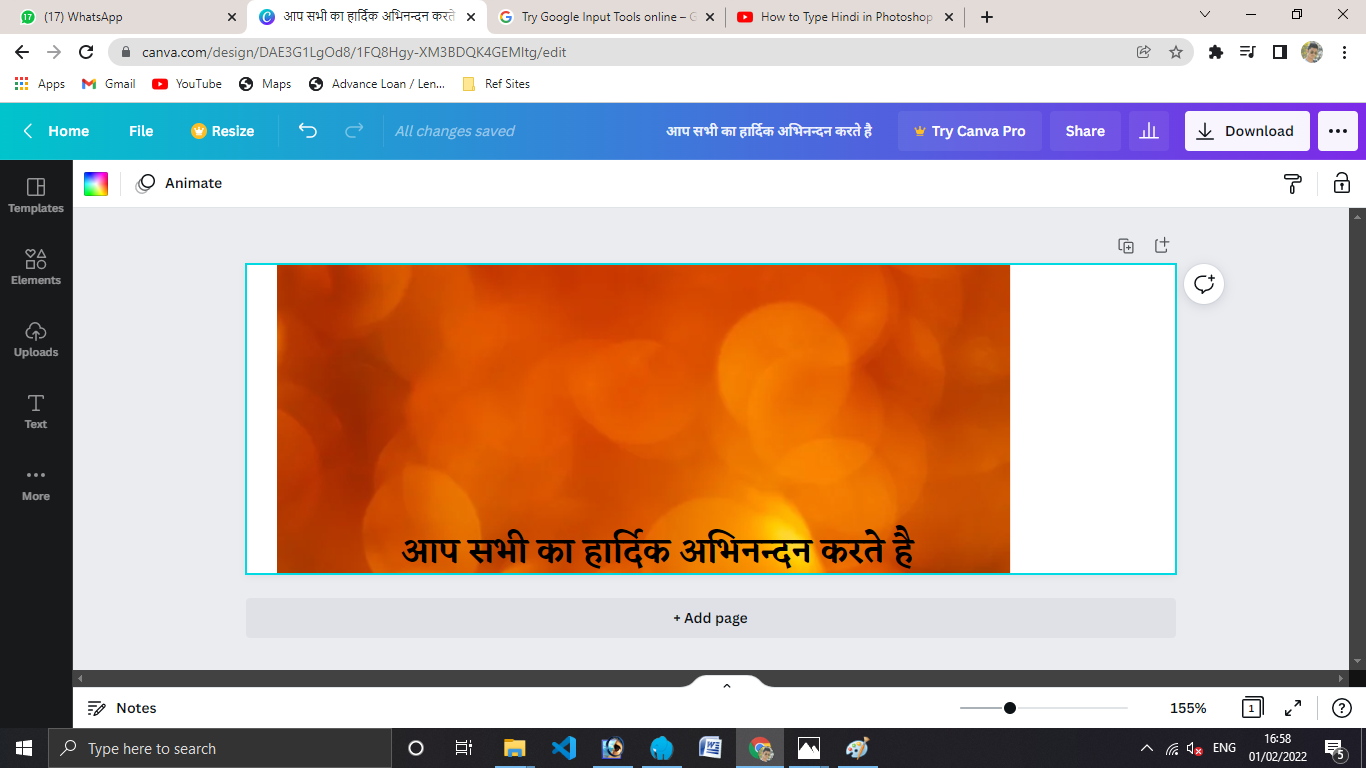 (17) WhatsApp
आप सभी का हार्दिक अभिनन्दन करते
Try Google Input Tools online – G
How to Type Hindi in Photoshop
canva.com/design/DAE3G1LgOd8/1FQ8Hgy-XM3BDQK4GEMltg/edit
Apps Gmail YouTube Maps Advance Loan / Len... Ref Sites
Home File Resize All changes saved आप सभी का हार्दिक अभिनन्दन करते है Try Canva Pro Share Download
Animate
Templates
Elements
Uploads
Text
More
आप सभी का हार्दिक अभिनन्दन करते है
+ Add page
Notes 155% 1
Type here to search
ENG
16:58
01/02/2022
5